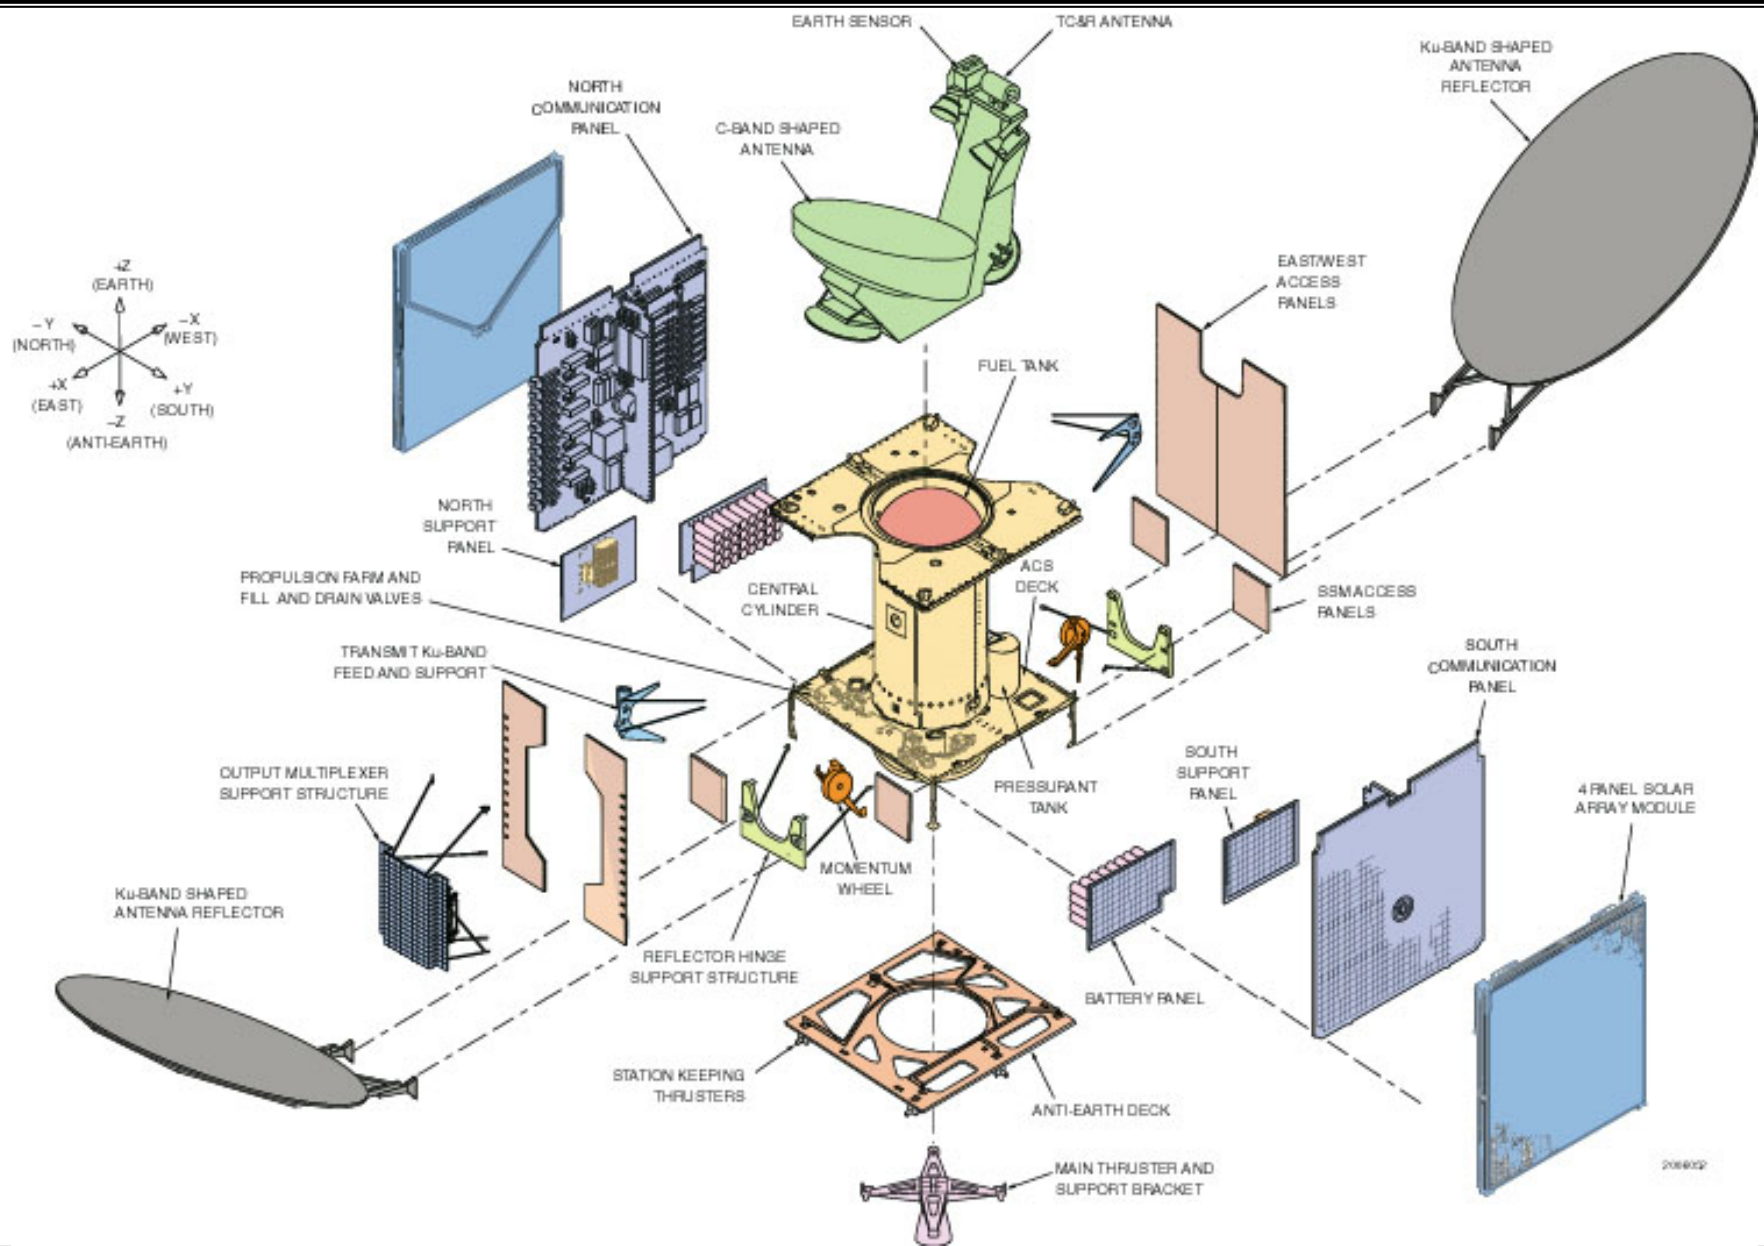 EARTH SENSOR
TC&R ANTENNA
Ku-BAND SHAPED
ANTENNA
REFLECTOR
NORTH
COMMUNICATION
PANEL
C-BAND SHAPED
ANTENNA
EAST/WEST
ACCESS
PANELS
+Z
(EARTH)
–Y
(NORTH)
–X
(WEST)
+X
(EAST)
+Y
(SOUTH)
–Z
(ANTI-EARTH)
FUEL TANK
NORTH
SUPPORT
PANEL
PROPULSION FARM AND
FILL AND DRAIN VALVES
CENTRAL
CYLINDER
ACS
DECK
SSM ACCESS
PANELS
TRANSMIT Ku-BAND
FEED AND SUPPORT
SOUTH
COMMUNICATION
PANEL
OUTPUT MULTIPLEXER
SUPPORT STRUCTURE
PRESSURANT
TANK
SOUTH
SUPPORT
PANEL
4 PANEL SOLAR
ARRAY MODULE
MOMENTUM
WHEEL
Ku-BAND SHAPED
ANTENNA REFLECTOR
REFLECTOR HINGE
SUPPORT STRUCTURE
BATTERY PANEL
STATION KEEPING
THRUSTERS
ANTI-EARTH DECK
MAIN THRUSTER AND
SUPPORT BRACKET